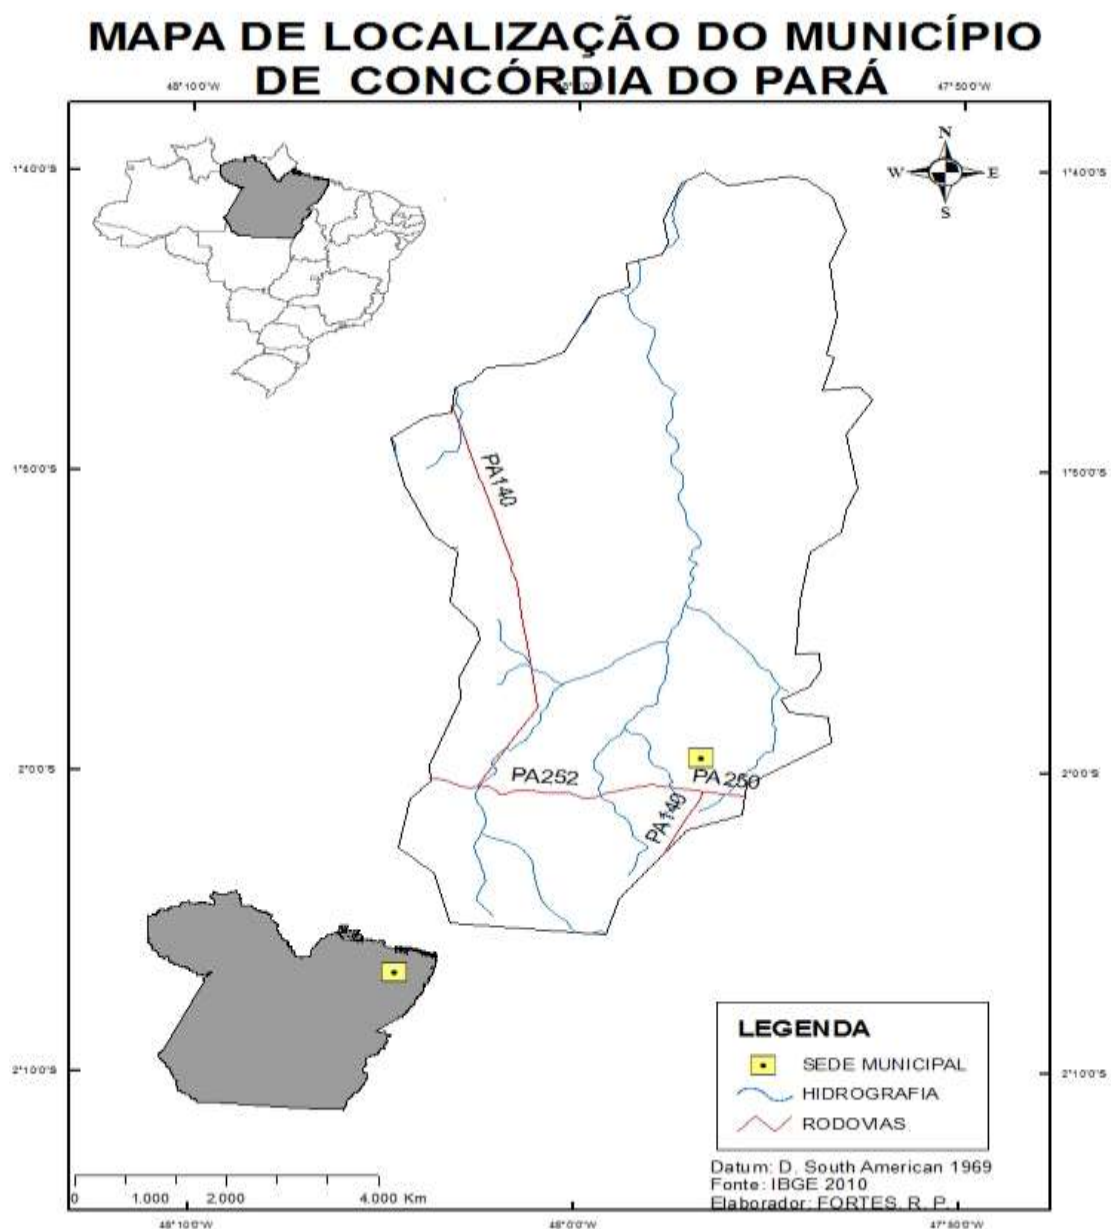 MAPA DE LOCALIZAÇÃO DO MUNICÍPIO
DE CONCÓRDIA DO PARÁ
48°10'0"W
47°50'0"W
1°40'0"S
1°40'0"S
N
W
E
S
PA140
1°50'0"S
1°50'0"S
2°0'0"S
2°0'0"S
PA252
PA 250
PA140
LEGENDA
SEDE MUNICIPAL
HIDROGRAFIA
RODOVIAS
2°10'0"S
2°10'0"S
Datum: D. South American 1969
Fonte: IBGE 2010
Elaborador: FORTES, R. P.
0 1.000 2.000 4.000 Km
48°10'0"W
48°0'0"W
47°50'0"W